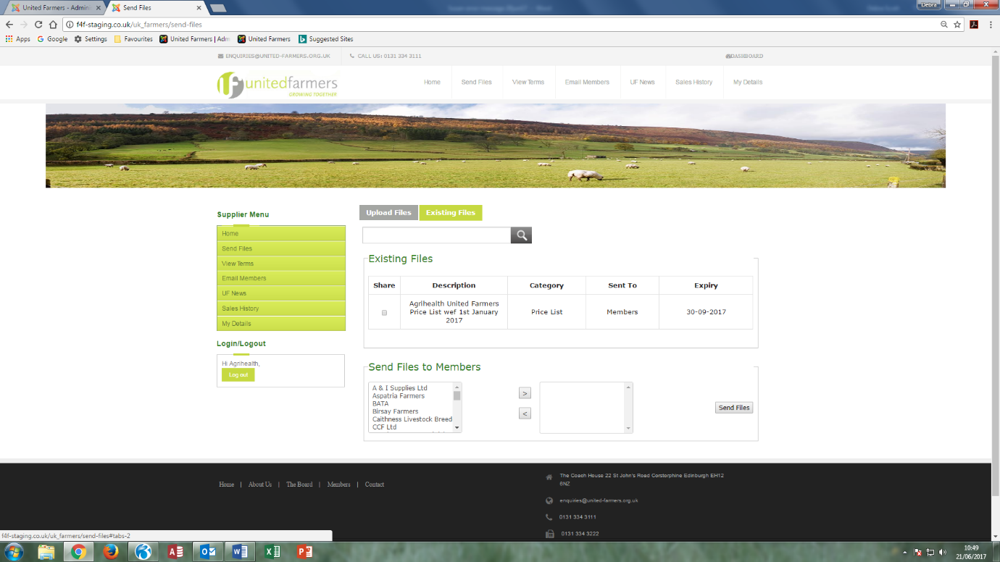 United Farmers - Admin
Send Files
Debra
f4f-staging.co.uk/uk_farmers/send-files
Apps
Google
Settings
Favourites
United Farmers | Adm
United Farmers
Suggested Sites
ENQUIRIES@UNITED-FARMERS.ORG.UK
CALL US: 0131 334 3111
DASHBOARD
unitedfarmers
GROWING TOGETHER
Home
Send Files
View Terms
Email Members
UF News
Sales History
My Details
Supplier Menu
Home
Send Files
View Terms
Email Members
UF News
Sales History
My Details
Login/Logout
Hi Agrihealth,
Log out
Upload Files
Existing Files
Existing Files
Share Description Category Sent To Expiry
Agrihealth United Farmers
Price List wef 1st January
2017
Price List
Members
30-09-2017
Send Files to Members
A & I Supplies Ltd
Aspatria Farmers
BATA
Birsay Farmers
Caithness Livestock Breed
CCF Ltd
>
<
Send Files
Home | About Us | The Board | Members | Contact
The Coach House 22 St John's Road Corstorphine Edinburgh EH12
6NZ
enquiries@united-farmers.org.uk
0131 334 3111
0131 334 3222
f4f-staging.co.uk/uk_farmers/send-files#tabs-2
10:49
21/06/2017